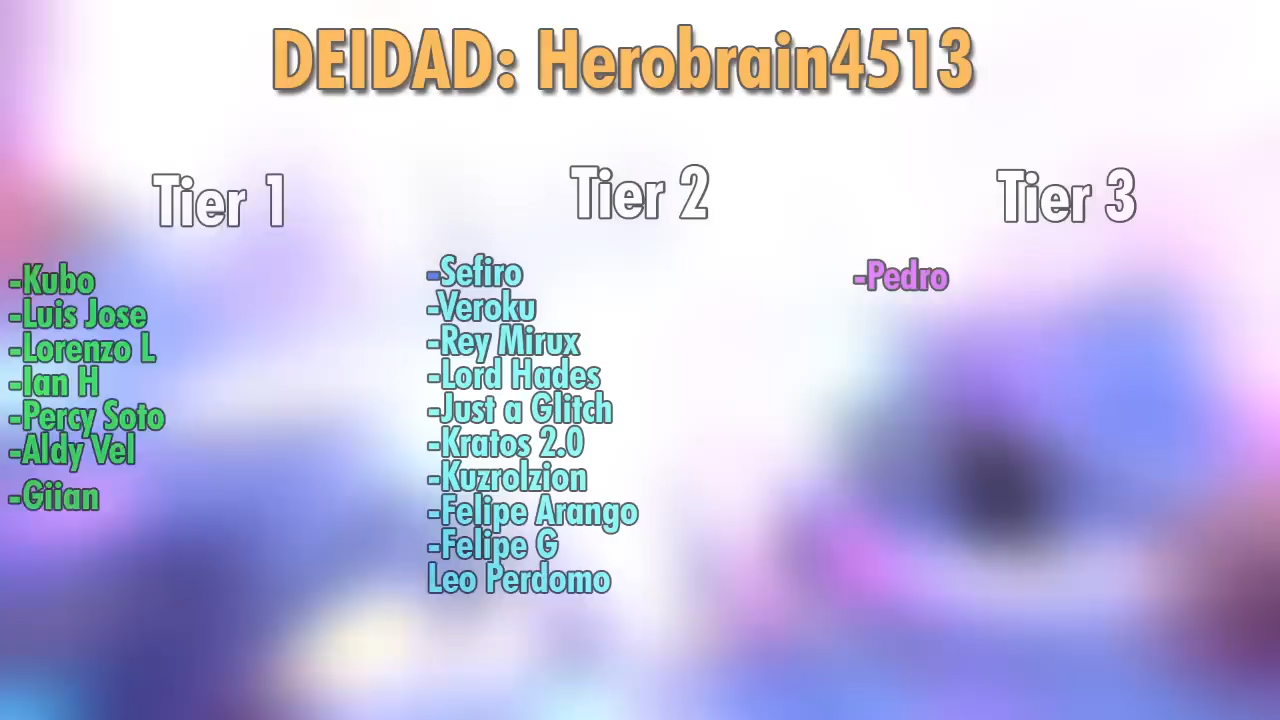 DEIDAD: Herobrain4513
Tier 1
-Kubo
-Luis Jose
-Lorenzo L
-Ian H
-Percy Soto
-Aldy Vel
-Giian
Tier 2
-Sefiro
-Veroku
-Rey Mirux
-Lord Hades
-Just a Glitch
-Kratos 2.0
-Kuzrolzion
-Felipe Arango
-Felipe G
Leo Perdomo
Tier 3
-Pedro